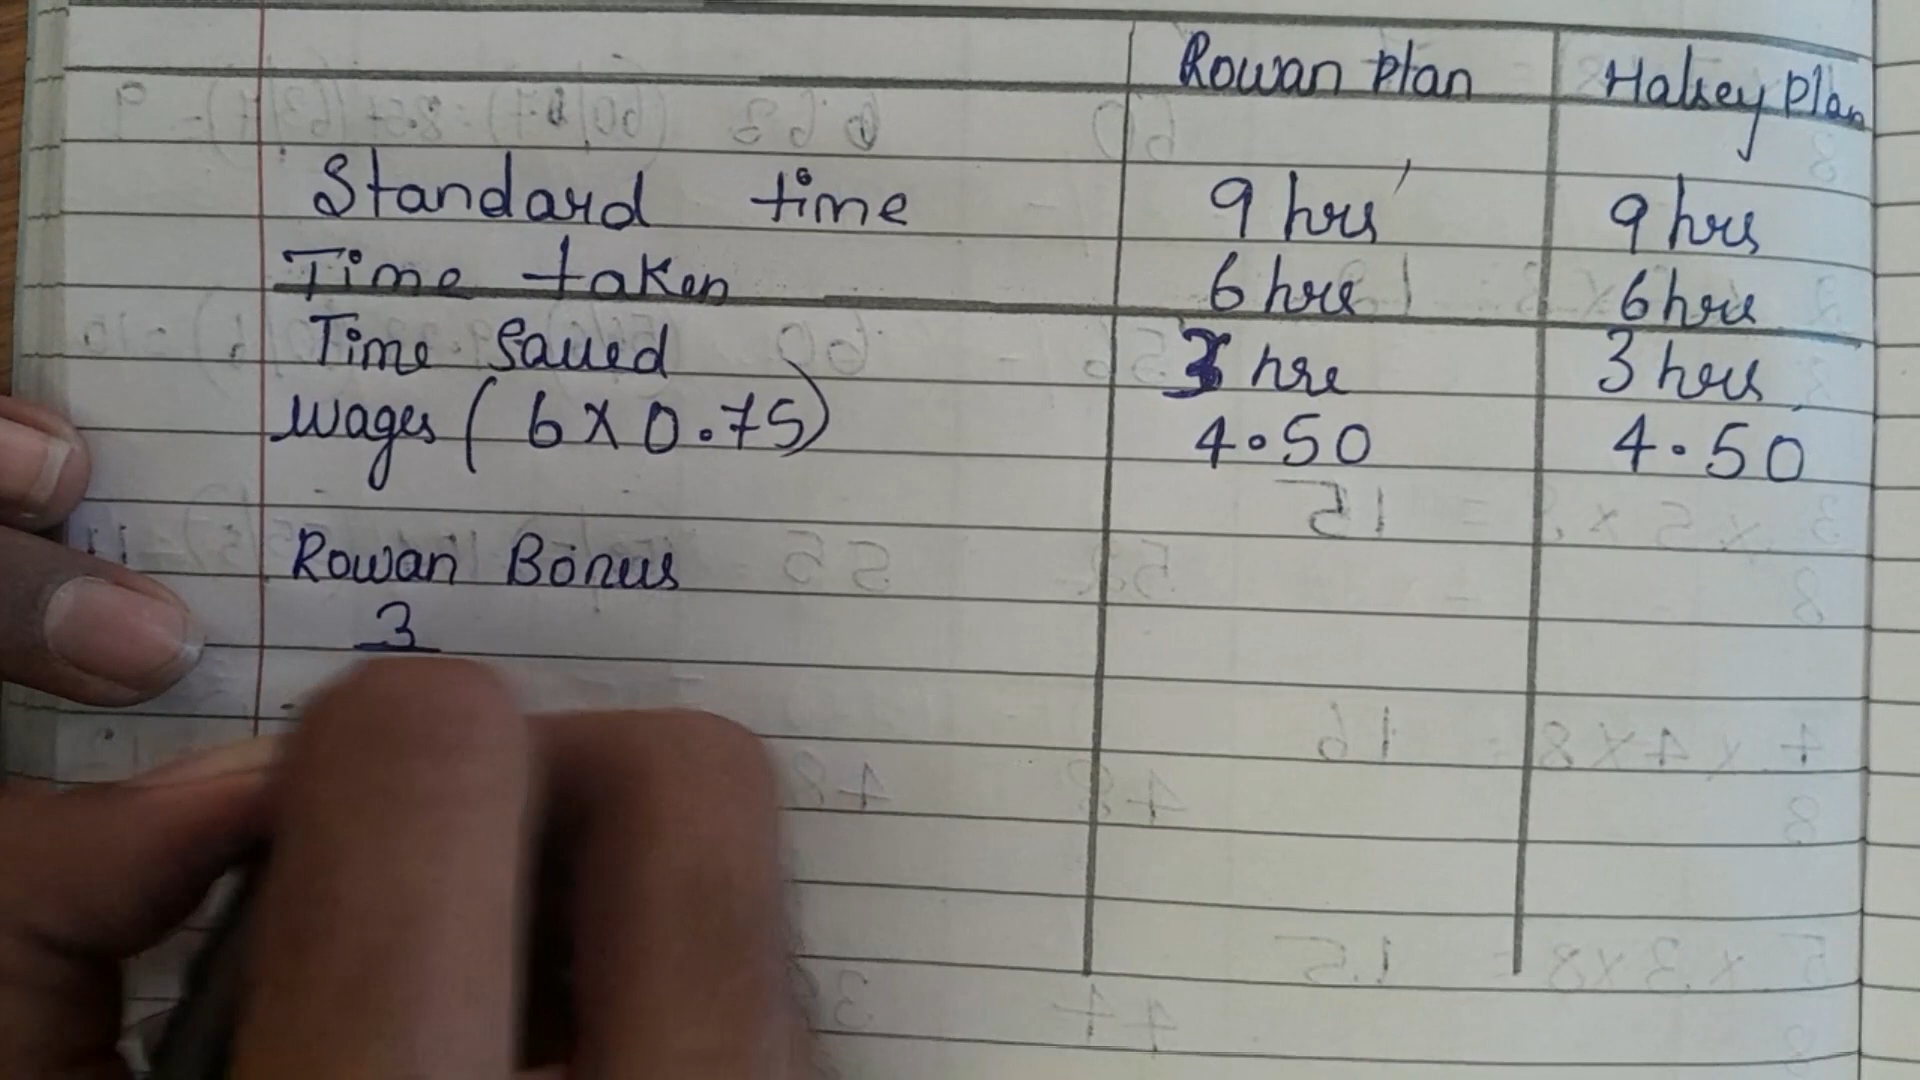 Rowan Plan Halsey Plan
Standard time 9 hrs 9 hrs
Time taken 6 hrs 6 hrs
Time Saved 3 hrs 3 hrs
Wages ( 6 x 0.75) 4.50 4.50
Rowan Bonus
3